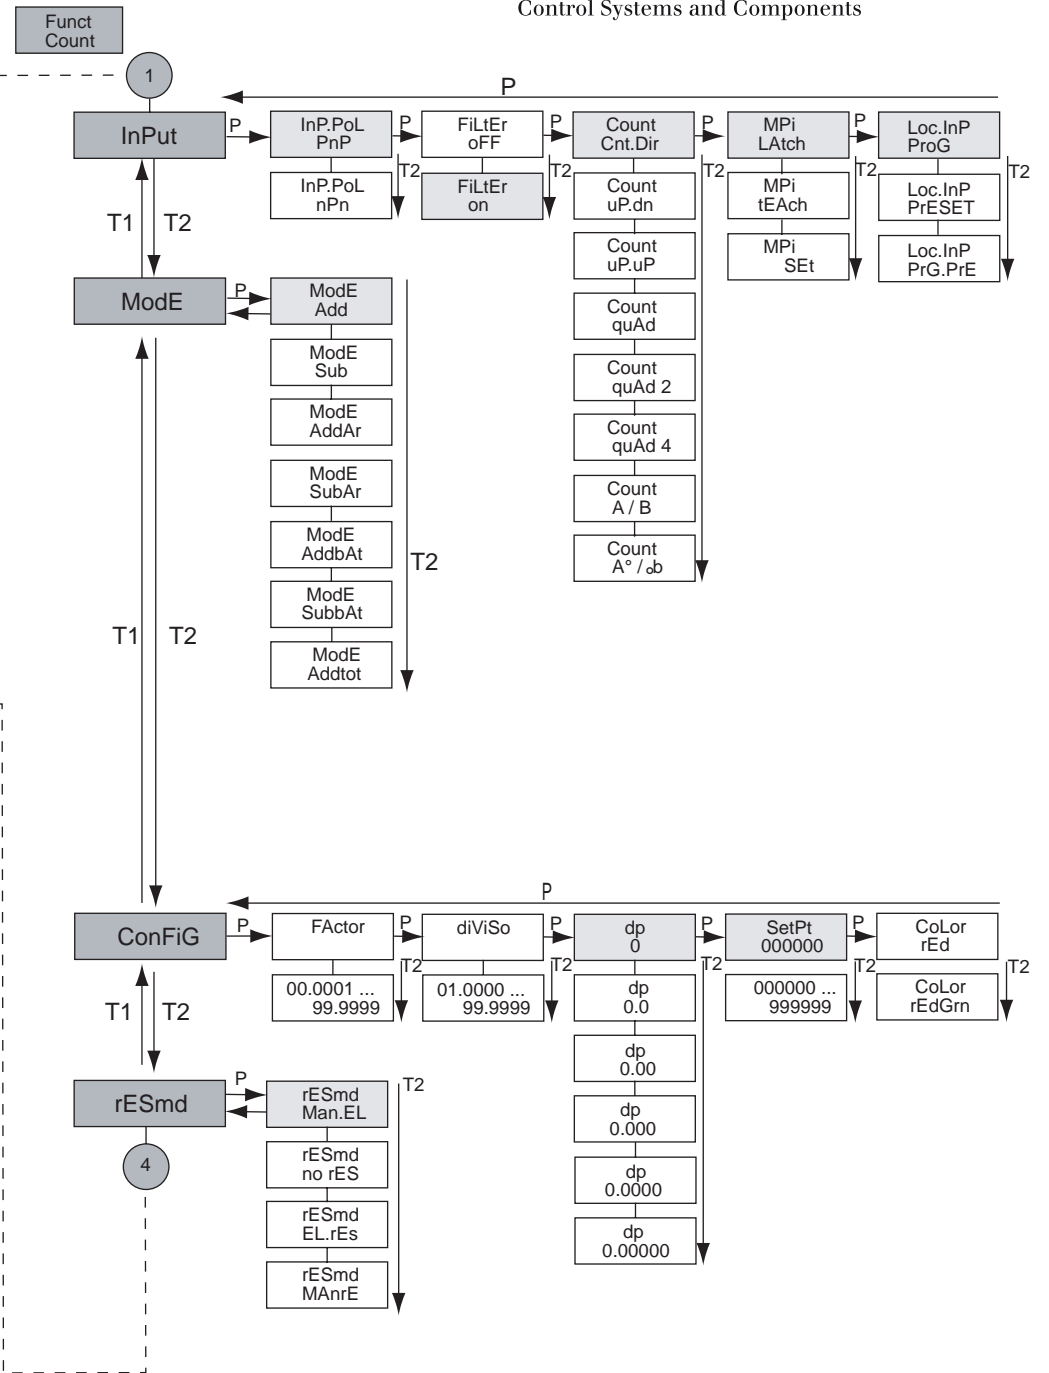 Control Systems and Components
Funct
Count
1
P
InPut
P
InP.PoL
PnP
P
FiLtEr
oFF
P
Count
Cnt.Dir
P
MPi
LAtch
P
Loc.InP
ProG
T2
T2
T2
T2
T2
InP.PoL
nPn
FiLtEr
on
Count
uP.dn
MPi
tEAch
Loc.InP
PrESET
T1
T2
Count
uP.uP
MPi
SEt
Loc.InP
PrG.PrE
ModE
P
ModE
Add
Count
quAd
ModE
Sub
Count
quAd 2
ModE
AddAr
Count
quAd 4
ModE
SubAr
Count
A / B
ModE
AddbAt
T2
Count
A° / ₒb
ModE
SubbAt
T1
T2
ModE
Addtot
P
ConFiG
P
FActor
P
diViSo
P
dp
0
P
SetPt
000000
P
CoLor
rEd
T2
T2
T2
T2
T2
00.0001 ...
99.9999
01.0000 ...
99.9999
dp
0.0
000000 ...
999999
CoLor
rEdGrn
T1
T2
dp
0.00
rESmd
P
rESmd
Man.EL
T2
dp
0.000
4
rESmd
no rES
dp
0.0000
rESmd
EL.rEs
dp
0.00000
rESmd
MAnrE